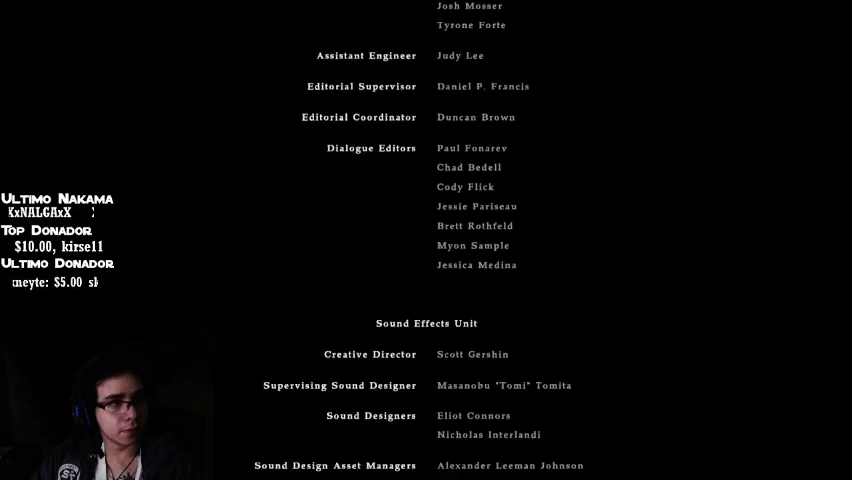 Josh Mosser
Tyrone Forte
Assistant Engineer Judy Lee
Editorial Supervisor Daniel P. Francis
Editorial Coordinator Duncan Brown
Dialogue Editors Paul Fonarev
Chad Bedell
Cody Flick
Jessie Pariseau
Brett Rothfeld
Myon Sample
Jessica Medina
Sound Effects Unit
Creative Director Scott Gershin
Supervising Sound Designer Masanobu "Tomi" Tomita
Sound Designers Eliot Connors
Nicholas Interlandi
Sound Design Asset Managers Alexander Leeman Johnson
Ultimo Nakama
KxNALGAxX
Top Donador
$10.00, kirse11
Ultimo Donador
meyte: $5.00